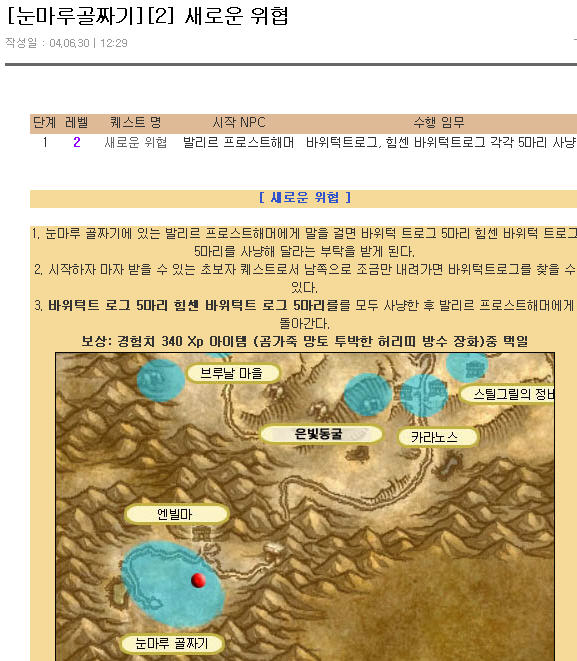 [눈마루골짜기][2] 새로운 위협
작성일 : 04.06.30 | 12:29
단계 레벨 퀘스트 명 시작 NPC 수행 임무
1 2 새로운 위협 발리르 프로스트해머 바위턱트로그, 힘센 바위턱트로그 각각 5마리 사냥
[ 새로운 위협 ]
1. 눈마루 골짜기에 있는 발리르 프로스트해머에게 말을 걸면 바위턱 트로그 5마리 힘센 바위턱 트로그
5마리를 사냥해 달라는 부탁을 받게 된다.
2. 시작하자 마자 받을 수 있는 초보자 퀘스트로서 남쪽으로 조금만 내려가면 바위턱트로그를 찾을 수
있다.
3. 바위턱트 로그 5마리 힘센 바위턱트 로그 5마리를를 모두 사냥한 후 발리르 프로스트해머에게
돌아간다.
보상: 경험치 340 Xp 아이템 (곰가죽 망토 투박한 허리띠 방수 장화)중 택일
브루날 마을
스틸그릴의 정비
은빛동굴
카라노스
엔빌마
눈마루 골짜기